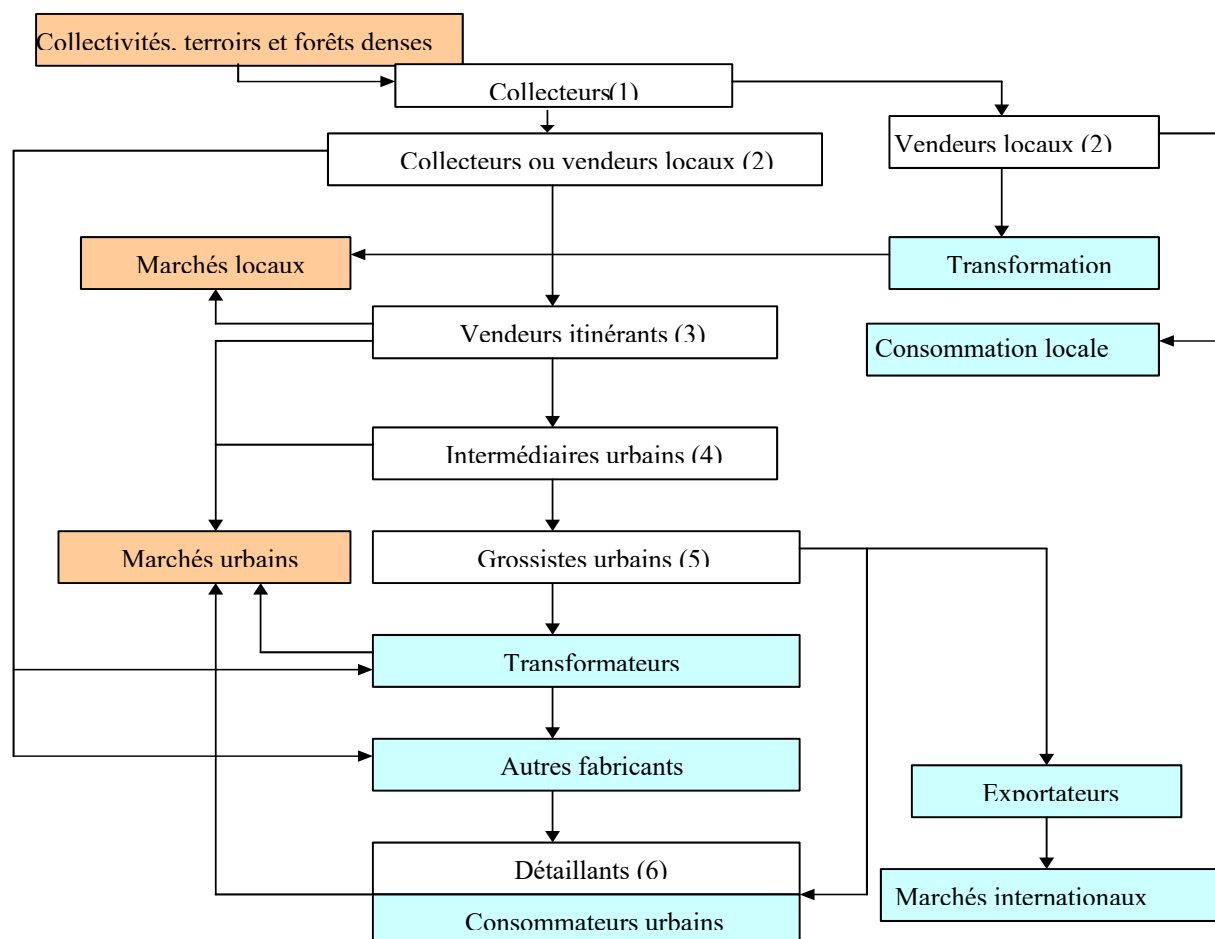 Collectivités, terroirs et forêts denses
Collecteurs(1)
Collecteurs ou vendeurs locaux (2)
Vendeurs locaux (2)
Marchés locaux
Transformation
Vendeurs itinérants (3)
Consommation locale
Intermédiaires urbains (4)
Marchés urbains
Grossistes urbains (5)
Transformateurs
Autres fabricants
Exportateurs
Détaillants (6)
Marchés internationaux
Consommateurs urbains